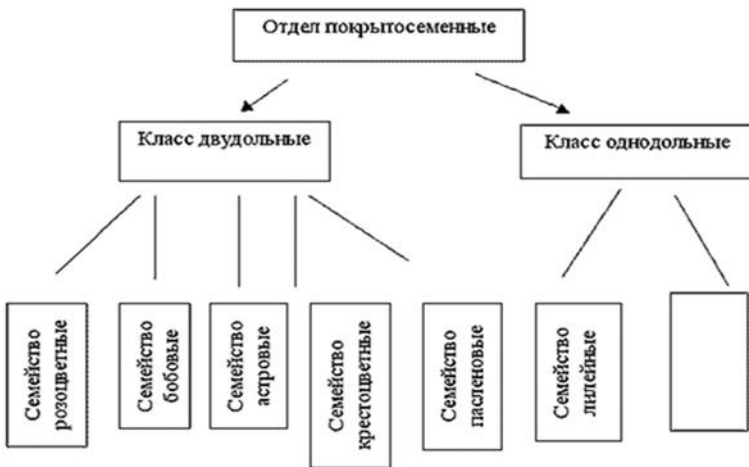 Отдел покрытосеменные
Класс двудольные
Класс однодольные
Семейство
розоцветные
Семейство
бобовые
Семейство
астровые
Семейство
крестоцветные
Семейство
пасленовые
Семейство
лилейные